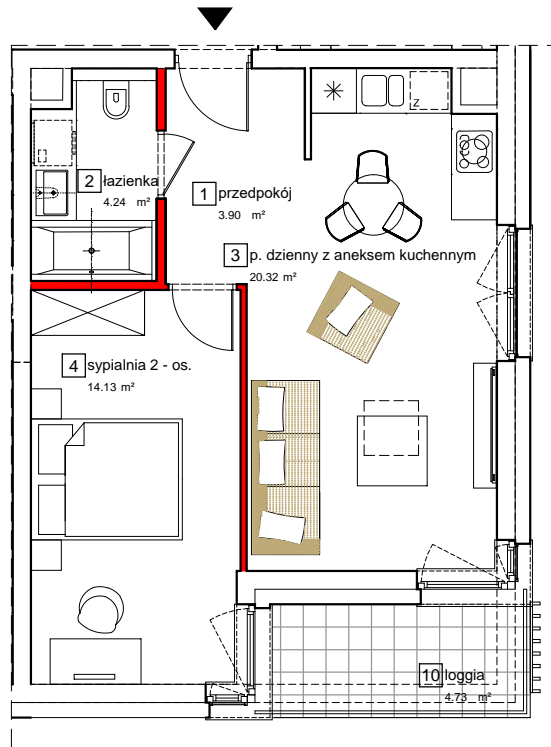 z
2 łazienka
4.24 m²
1 przedpokój
3.90 m²
3 p. dzienny z aneksem kuchennym
20.32 m²
4 sypialnia 2 - os.
14.13 m²
10 loggia
4.73 m²